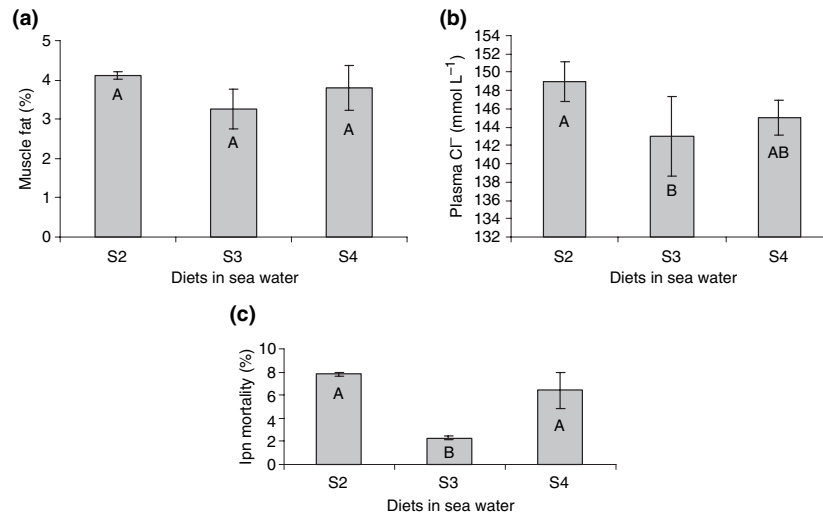 (a)
5
4
3
2
1
0
Muscle fat (%)
A
A
A
S2
S3
S4
Diets in sea water
(b)
154
152
150
148
146
144
142
140
138
136
134
132
Plasma Cl⁻ (mmol L⁻¹)
A
B
AB
S2
S3
S4
Diets in sea water
(c)
10
8
6
4
2
0
Ipn mortality (%)
A
B
A
S2
S3
S4
Diets in sea water